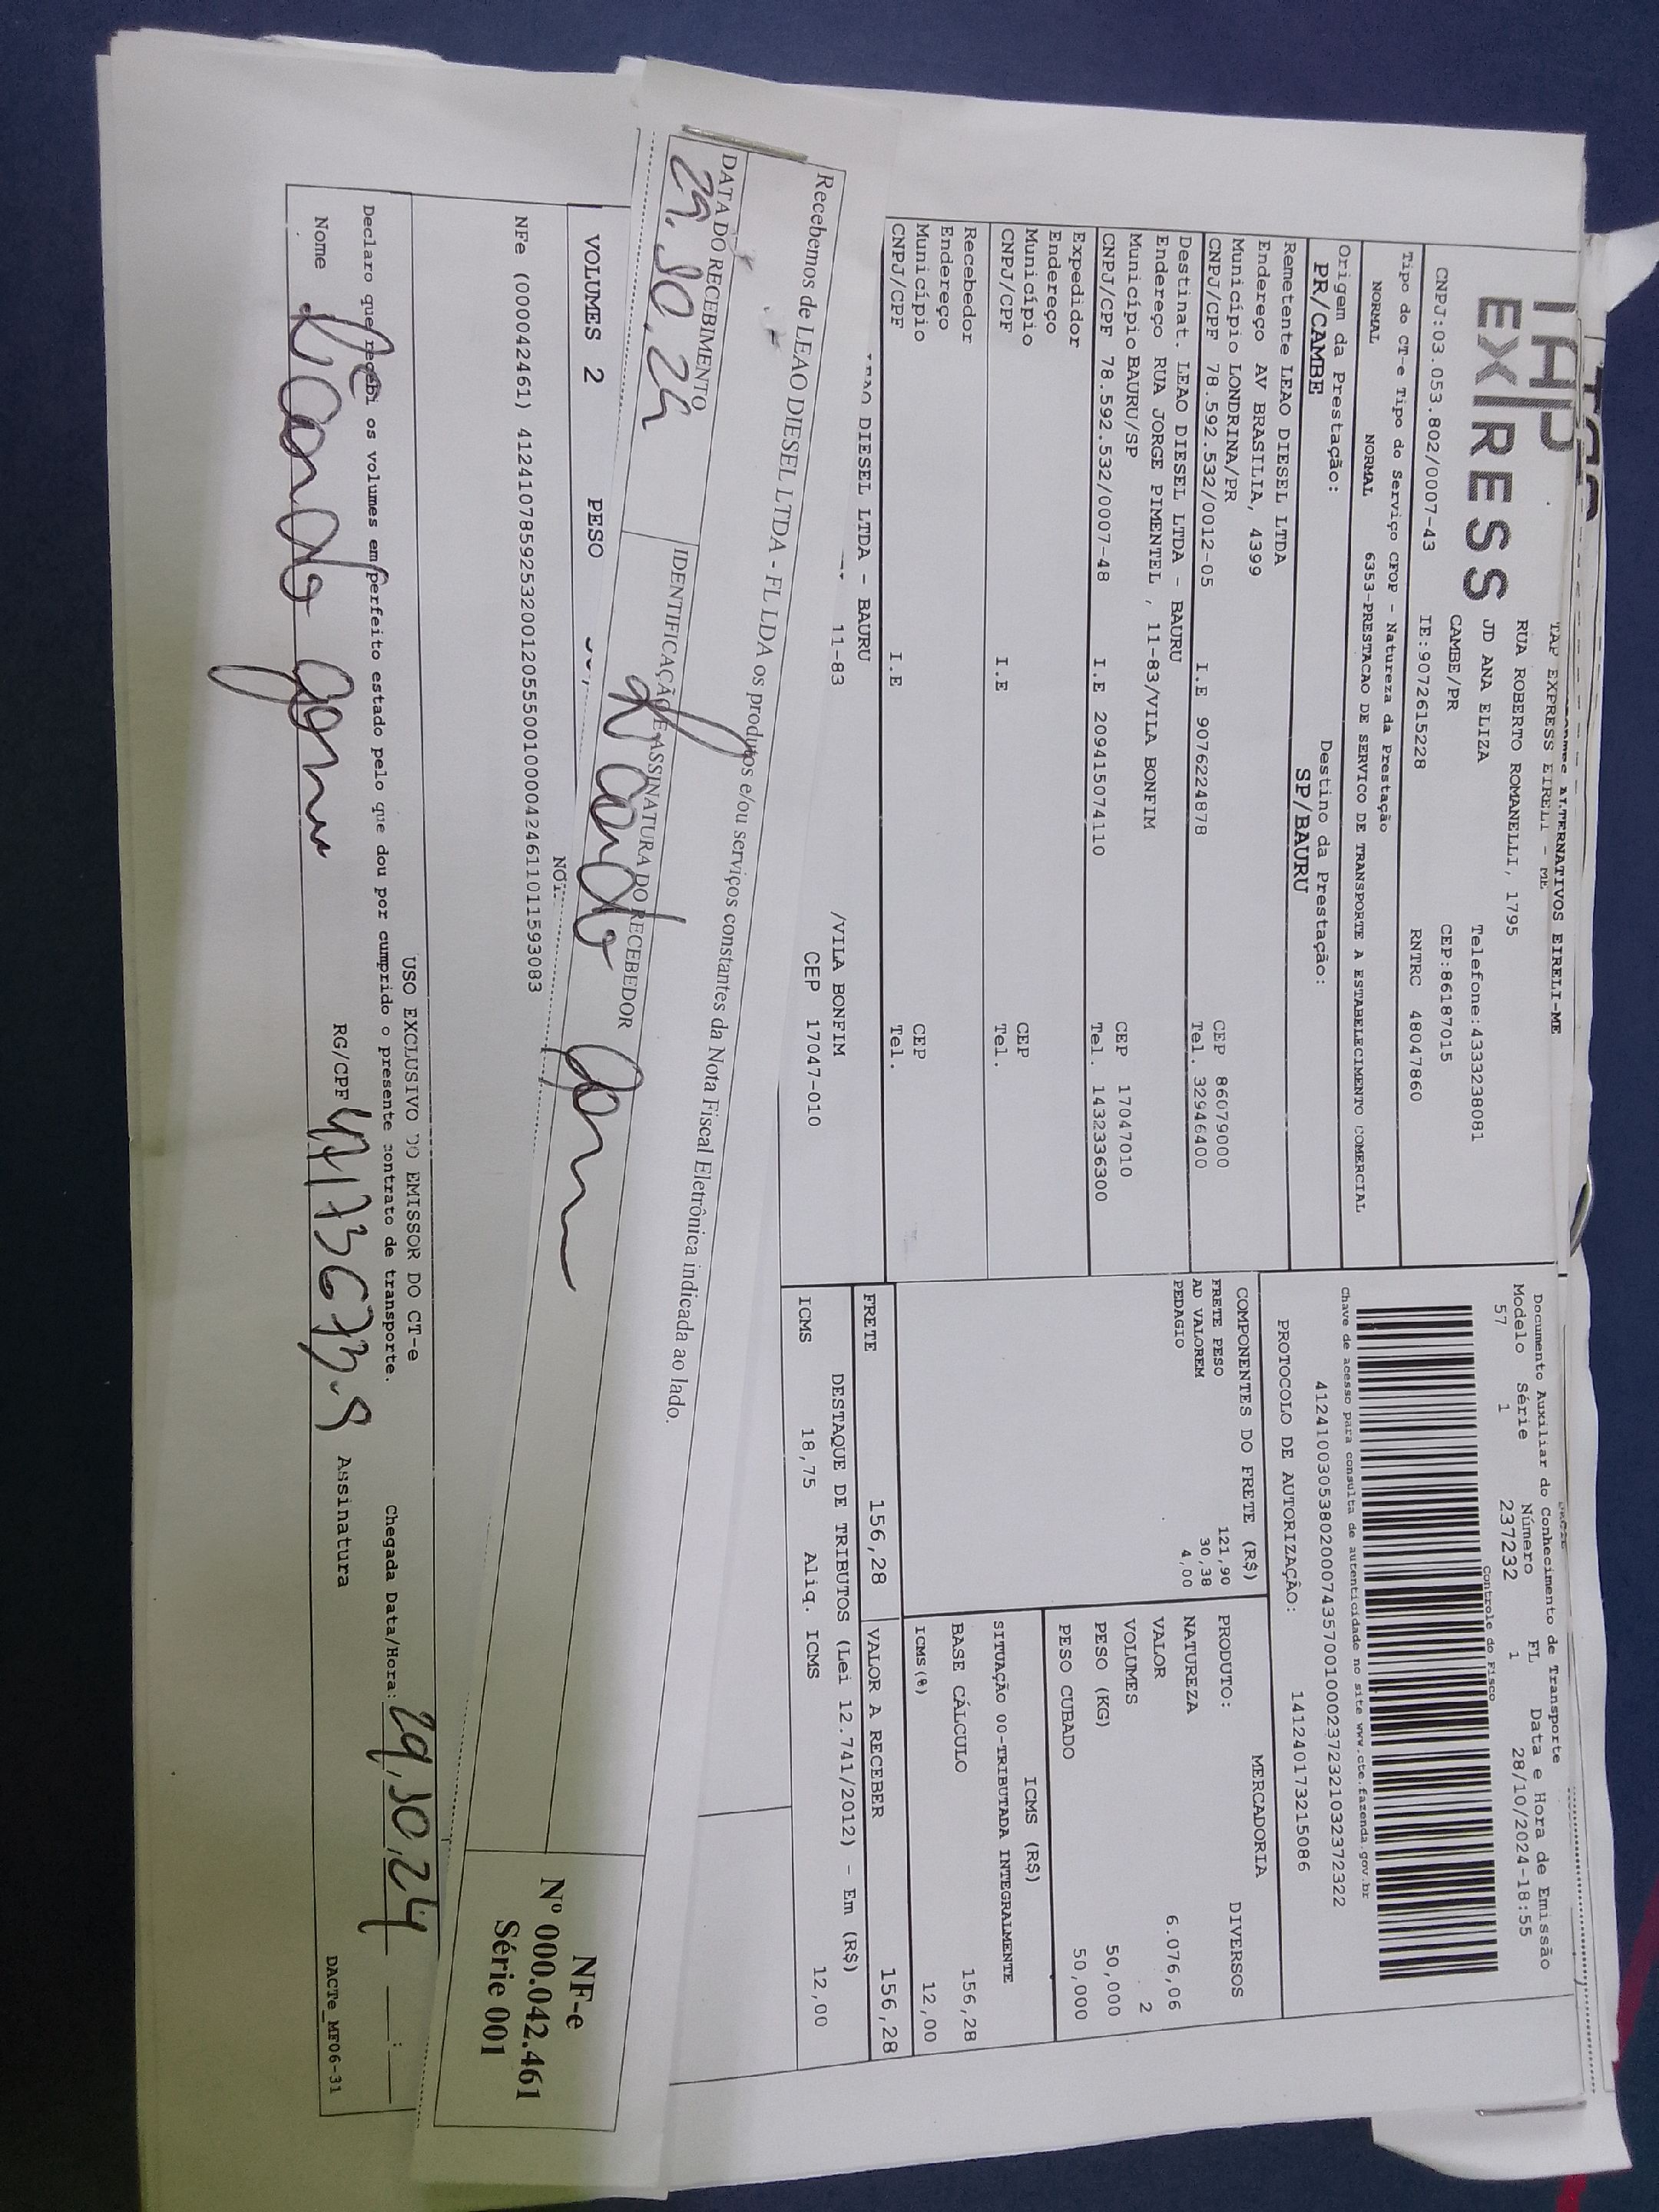 TAP EXPRESS
TAP EXPRESS EIRELI - ME
RUA ROBERTO ROMANELLI, 1795
JD ANA ELIZA
Telefone:4333238081
CAMBE/PR
CEP:86187015
CNPJ:03.053.802/0007-43 IE:9072615228 RNTRC 48047860
Tipo do CT-e Tipo do Serviço CFOP - Natureza da Prestação
NORMAL NORMAL 6353-PRESTACAO DE SERVICO DE TRANSPORTE A ESTABELECIMENTO COMERCIAL
Origem da Prestação: Destino da Prestação:
PR/CAMBE SP/BAURU
Remetente LEAO DIESEL LTDA
Endereço AV BRASILIA, 4399
Município LONDRINA/PR CEP 86079000
CNPJ/CPF 78.592.532/0012-05 I.E 9076224878 Tel. 32946400
Destinat. LEAO DIESEL LTDA - BAURU
Endereço RUA JORGE PIMENTEL , 11-83/VILA BONFIM
Município BAURU/SP CEP 17047010
CNPJ/CPF 78.592.532/0007-48 I.E 209415074110 Tel. 1432336300
Expedidor
Endereço
Município CEP
CNPJ/CPF I.E Tel.
Recebedor
Endereço
Município CEP
CNPJ/CPF I.E Tel.
DIESEL LTDA - BAURU
11-83 /VILA BONFIM
CEP 17047-010
Documento Auxiliar do Conhecimento de Transporte
Modelo Série Número FL Data e Hora de Emissão
57 1 237232 1 28/10/2024-18:55
Controle do Fisco
Chave de acesso para consulta de autenticidade no site www.cte.fazenda.gov.br
41241003053802000743570010002372321032372322
PROTOCOLO DE AUTORIZAÇÃO: 141240173215086
COMPONENTES DO FRETE (R$)
FRETE PESO 121,90
AD VALOREM 30,38
PEDAGIO 4,00
MERCADORIA
PRODUTO: DIVERSOS
NATUREZA
VALOR 6.076,06
VOLUMES 2
PESO (KG) 50,000
PESO CUBADO 50,000
ICMS (R$)
SITUAÇÃO 00-TRIBUTADA INTEGRALMENTE
BASE CÁLCULO 156,28
ICMS(%) 12,00
FRETE 156,28 VALOR A RECEBER 156,28
DESTAQUE DE TRIBUTOS (Lei 12.741/2012) - Em (R$)
ICMS 18,75 Aliq. ICMS 12,00
Recebemos de LEAO DIESEL LTDA - FL LDA os produtos e/ou serviços constantes da Nota Fiscal Eletrônica indicada ao lado.
DATA DO RECEBIMENTO IDENTIFICAÇÃO E ASSINATURA DO RECEBEDOR
29.10.24
NF-e
Nº 000.042.461
Série 001
VOLUMES 2 PESO
NFe (000042461) 41241078592532001205550010000424611011593083
USO EXCLUSIVO DO EMISSOR DO CT-e
Declaro que recebi os volumes em perfeito estado pelo que dou por cumprido o presente contrato de transporte.
Chegada Data/Hora: 29.10.24 __:__
Nome RG/CPF Assinatura
DACTe_MF06-31